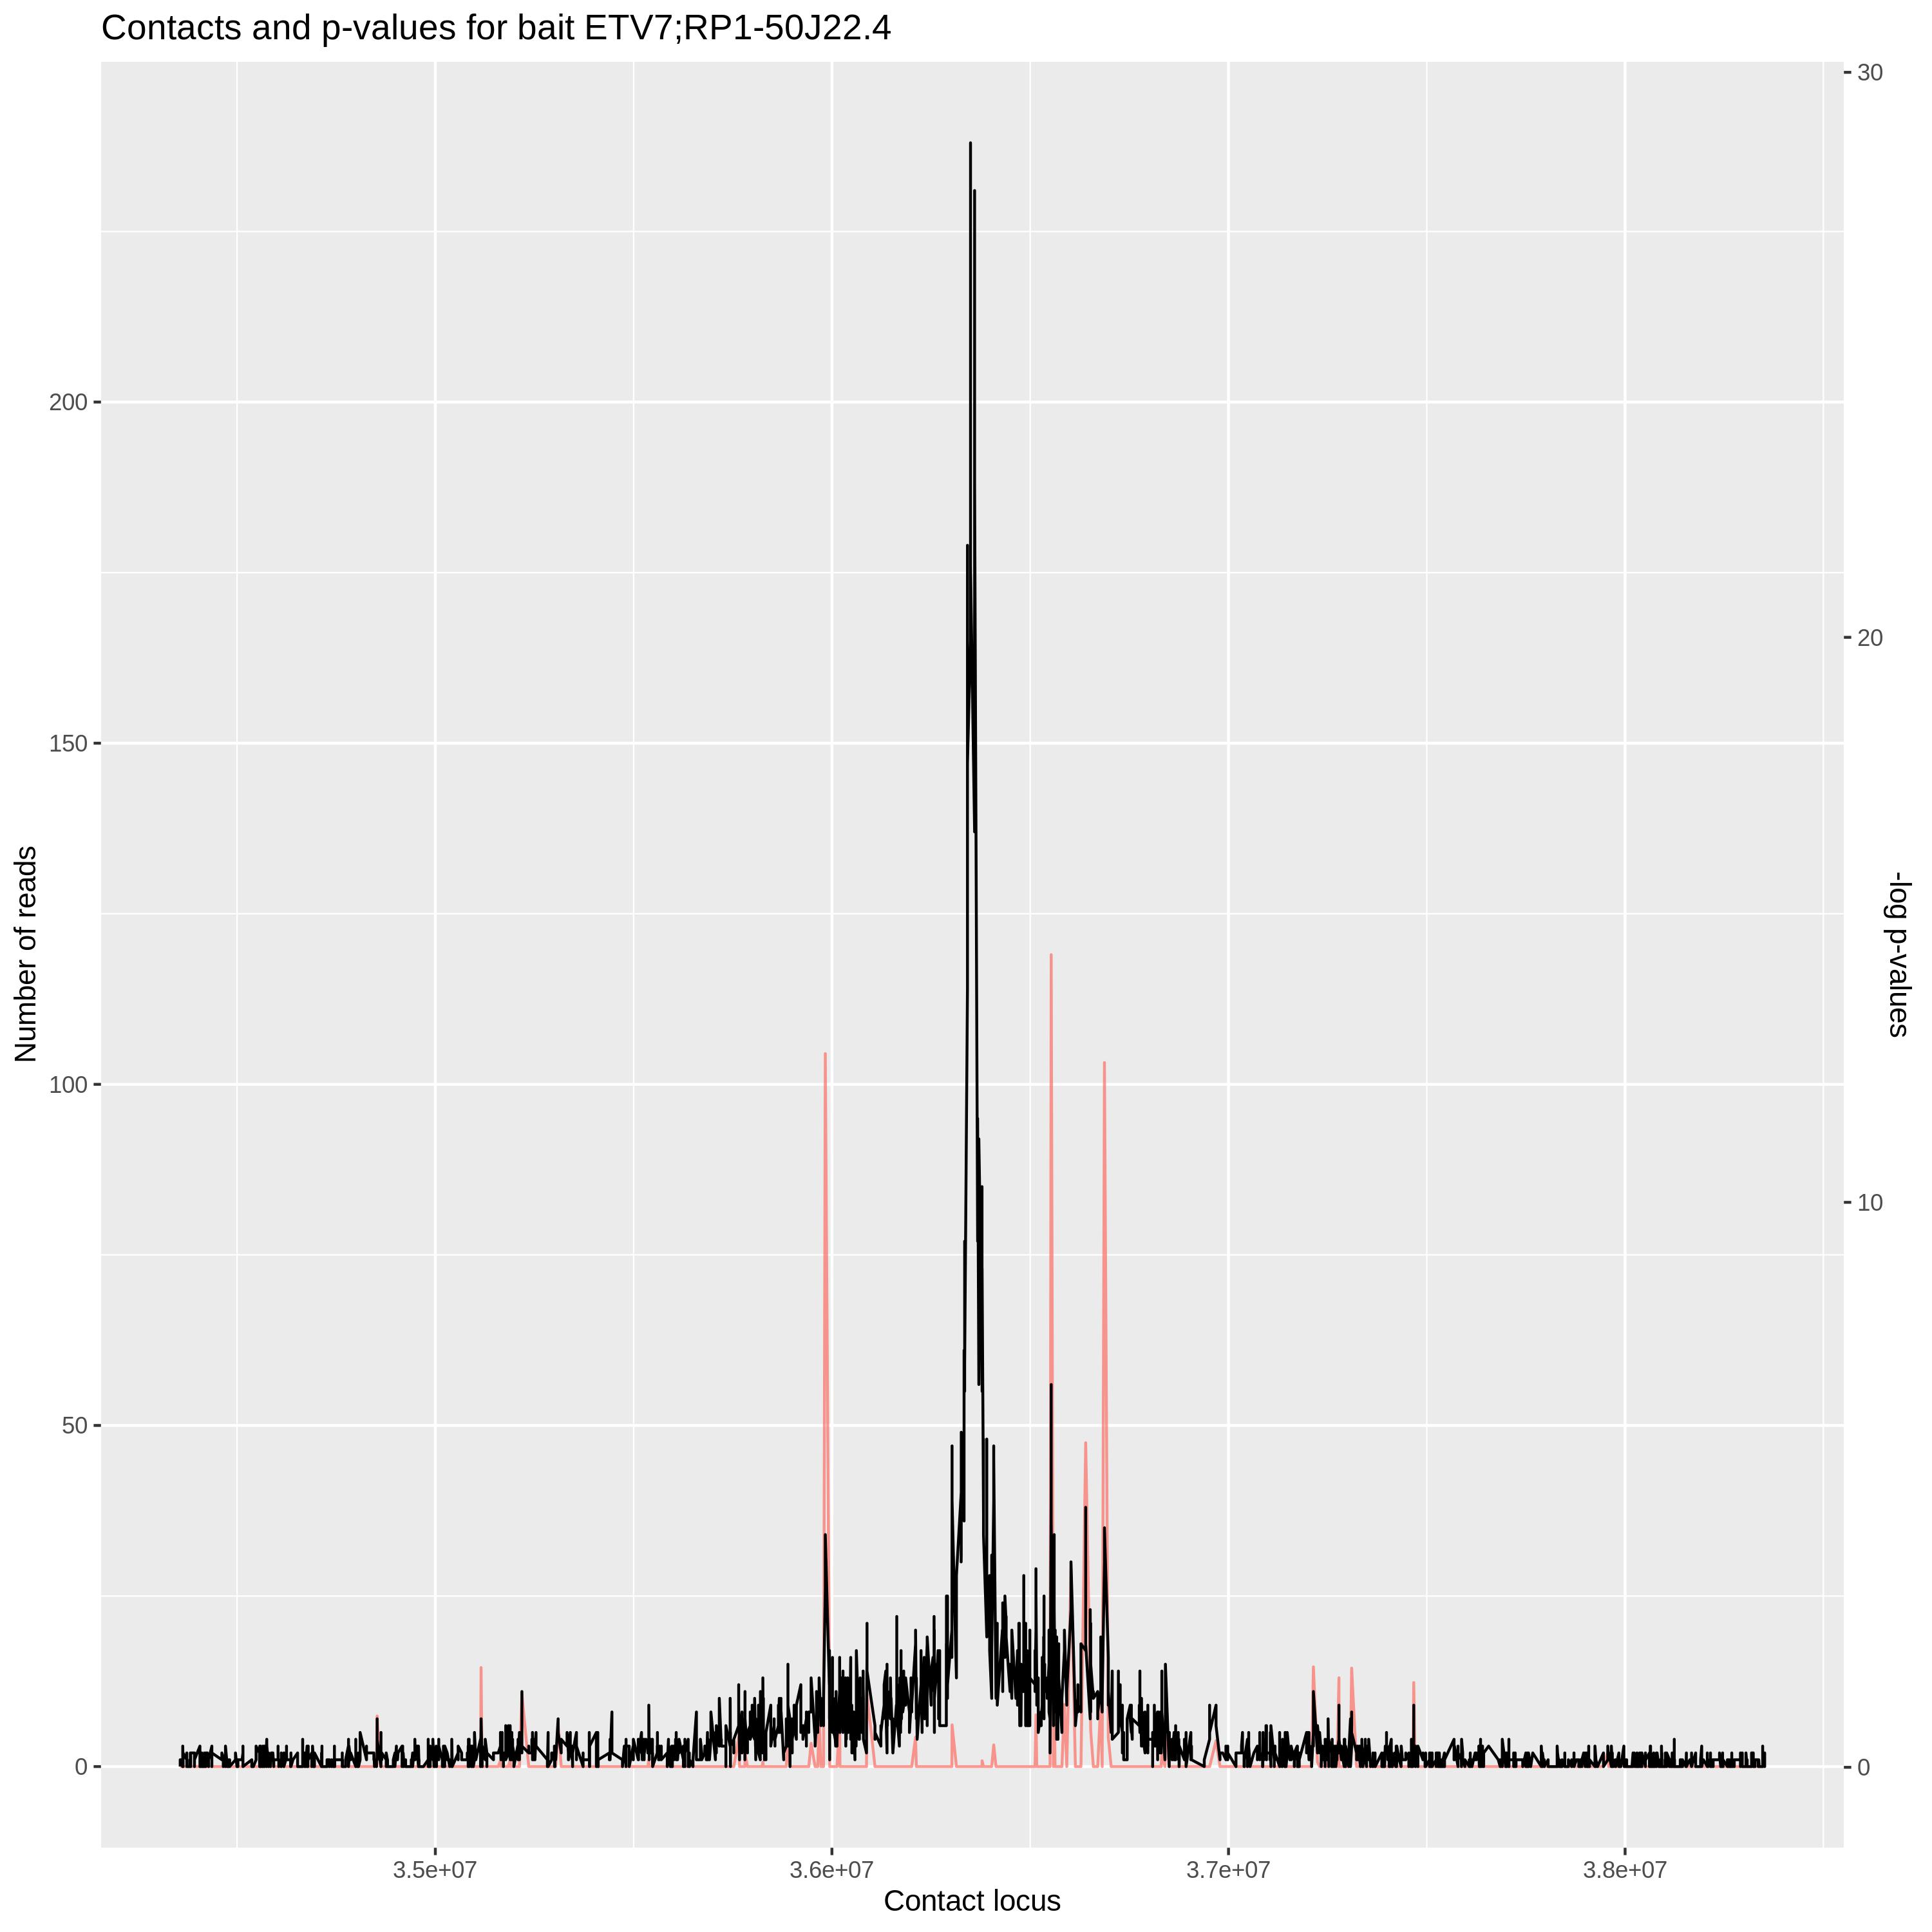 Contacts and p-values for bait ETV7;RP1-50J22.4
Number of reads
200
150
100
50
0
30
20
10
0
-log p-values
3.5e+07
3.6e+07
3.7e+07
3.8e+07
Contact locus